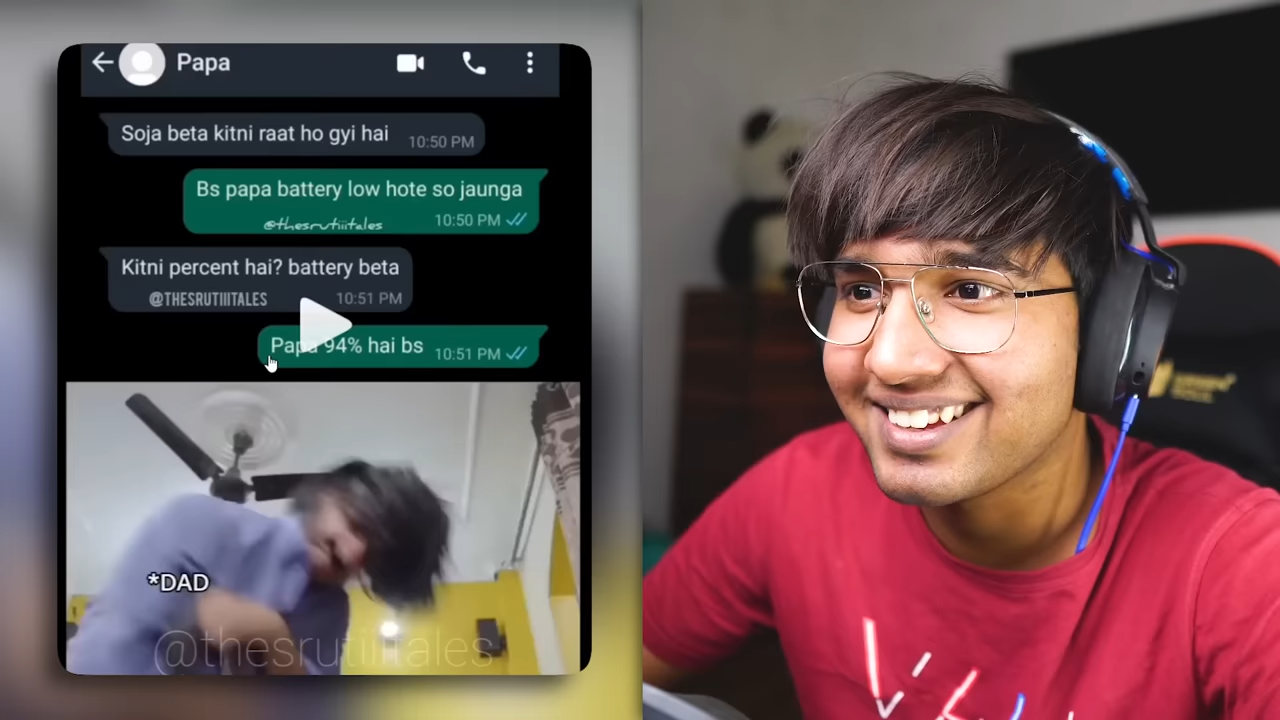 Papa
Soja beta kitni raat ho gyi hai 10:50 PM
Bs papa battery low hote so jaunga
@thesrutiiitales 10:50 PM
Kitni percent hai? battery beta
@THESRUTIIITALES 10:51 PM
Papa 94% hai bs 10:51 PM
*DAD
@thesrutiiitales